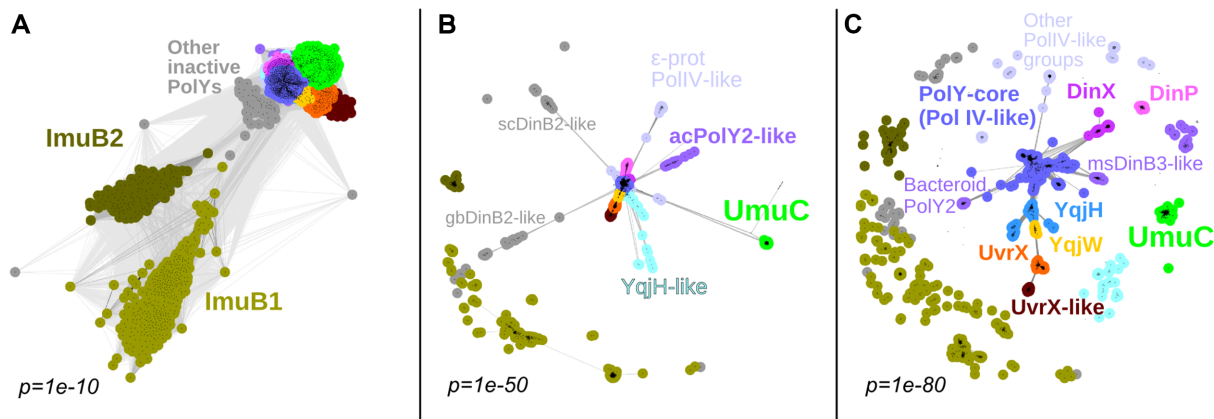 A
Other
inactive
PolYs
ImuB2
ImuB1
p=1e-10
B
ε-prot
PolIV-like
scDinB2-like
acPolY2-like
gbDinB2-like
UmuC
YqjH-like
p=1e-50
C
Other
PolIV-like
groups
PolY-core
(Pol IV-like)
DinX
DinP
msDinB3-like
Bacteroid
PolY2
YqjH
UmuC
UvrX
YqjW
UvrX-like
p=1e-80